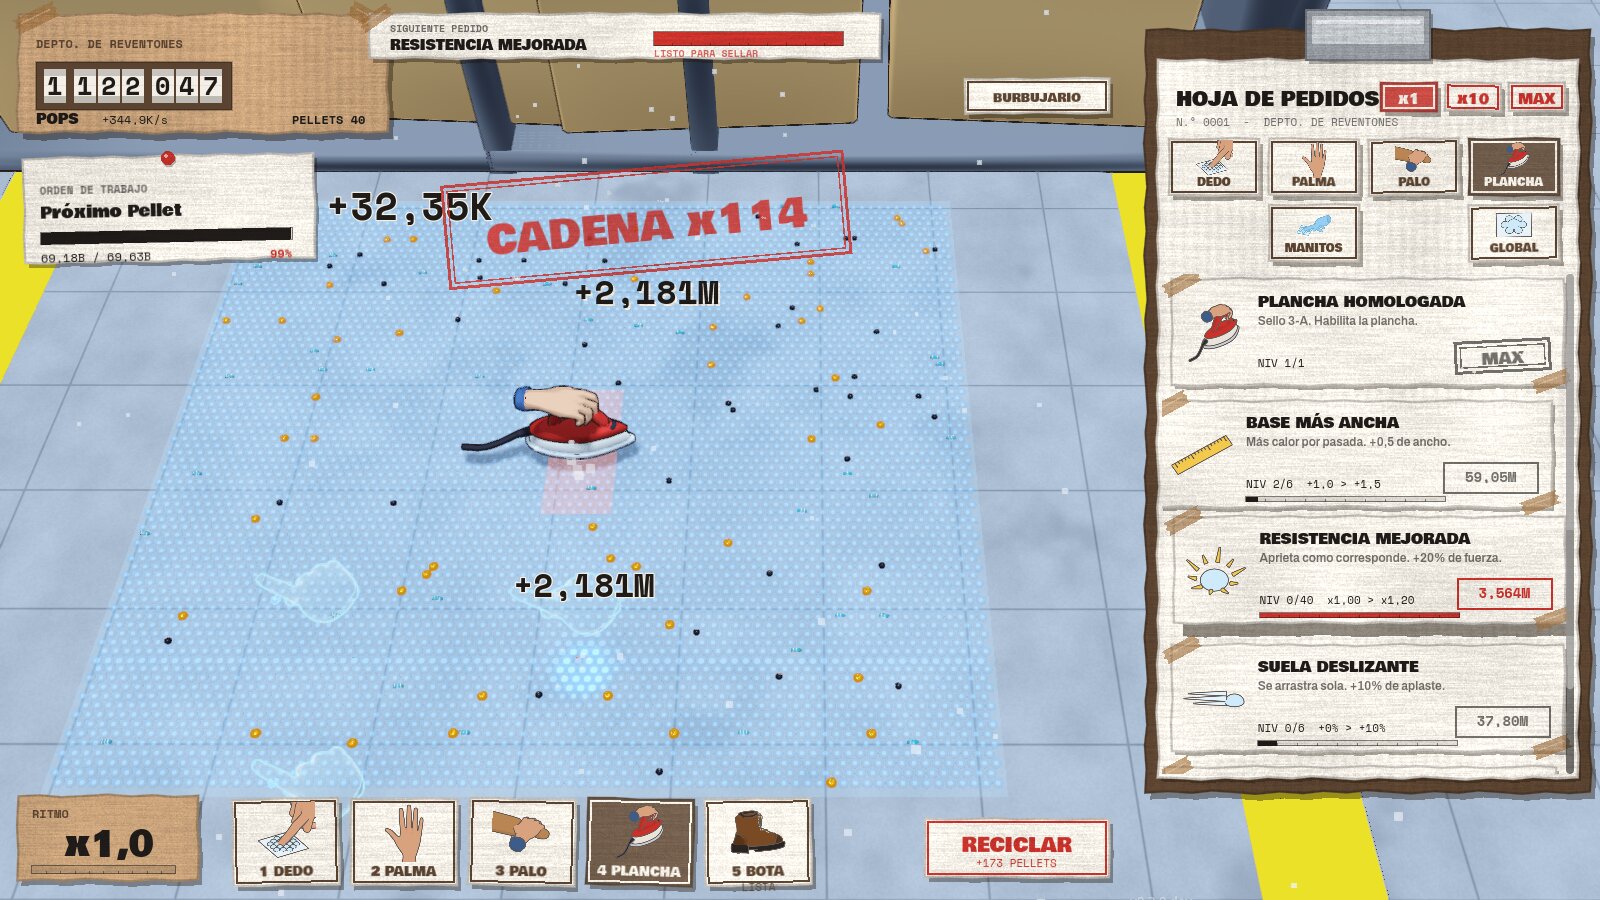 DEPTO. DE REVENTONES
1 122 047
POPS +344,9K/s PELLETS 40
SIGUIENTE PEDIDO
RESISTENCIA MEJORADA
LISTO PARA SELLAR
BURBUJARIO
ORDEN DE TRABAJO
Próximo Pellet
69,18B / 69,63B 99%
+32,35K
CADENA x114
+2,181M
+2,181M
HOJA DE PEDIDOS x1 x10 MAX
N.° 0001 - DEPTO. DE REVENTONES
DEDO PALMA PALO PLANCHA
MANITOS GLOBAL
PLANCHA HOMOLOGADA
Sello 3-A. Habilita la plancha.
NIV 1/1 MAX
BASE MÁS ANCHA
Más calor por pasada. +0,5 de ancho.
NIV 2/6 +1,0 > +1,5 59,05M
RESISTENCIA MEJORADA
Aprieta como corresponde. +20% de fuerza.
NIV 0/40 x1,00 > x1,20 3,564M
SUELA DESLIZANTE
Se arrastra sola. +10% de aplaste.
NIV 0/6 +0% > +10% 37,80M
RITMO
x1,0
1 DEDO 2 PALMA 3 PALO 4 PLANCHA 5 BOTA
LISTA
RECICLAR
+173 PELLETS